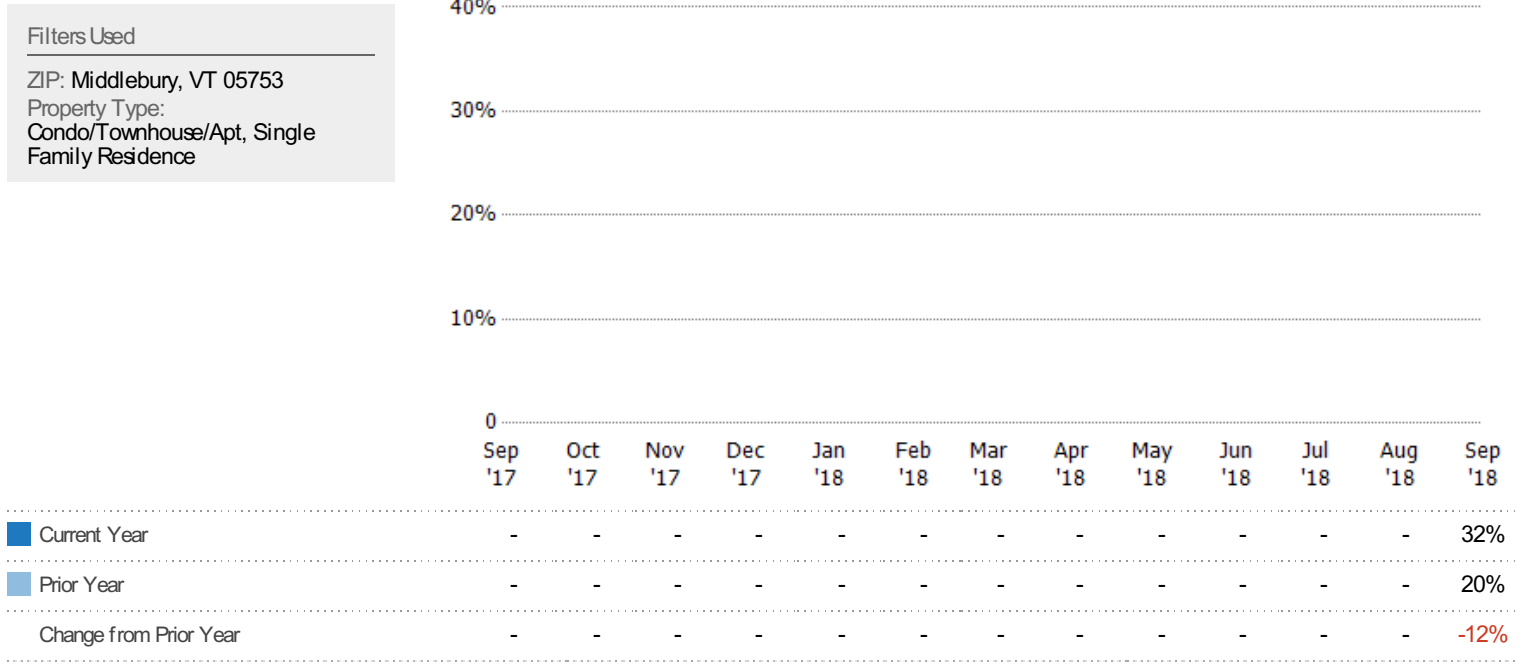 Filters Used
ZIP: Middlebury, VT 05753
Property Type:
Condo/Townhouse/Apt, Single
Family Residence
40%
30%
20%
10%
0
Sep Oct Nov Dec Jan Feb Mar Apr May Jun Jul Aug Sep
'17 '17 '17 '17 '18 '18 '18 '18 '18 '18 '18 '18 '18
Current Year - - - - - - - - - - - - 32%
Prior Year - - - - - - - - - - - - 20%
Change from Prior Year - - - - - - - - - - - - -12%